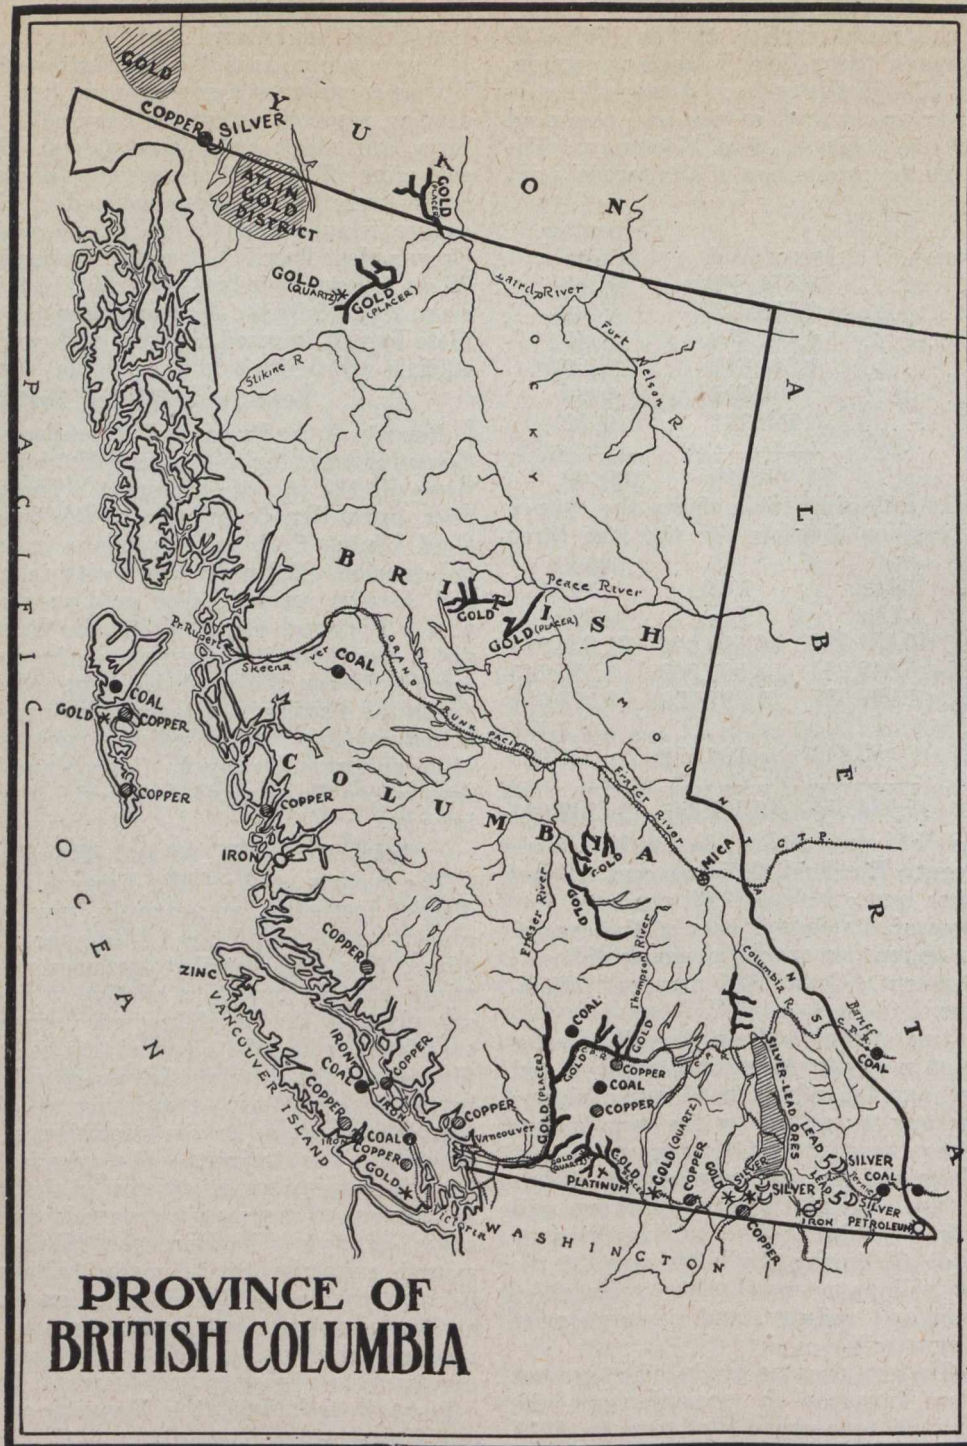 GOLD
COPPER
SILVER
YUKON
ATLIN
GOLD
DISTRICT
GOLD
(PLACER)
GOLD
(QUARTZ)
GOLD
(PLACER)
Laird River
Fort Nelson R
Stikine R
ROCKY
MOUNTAINS
ALBERTA
PACIFIC
OCEAN
BRITISH
COLUMBIA
Peace River
GOLD
GOLD (PLACER)
Pr. Rupert
Skeena
COAL
GRAND TRUNK PACIFIC
COAL
GOLD
COPPER
COPPER
COPPER
IRON
Fraser River
G.T.P.
MICA
GOLD
GOLD
Fraser River
Thompson River
Columbia R
COPPER
ZINC
VANCOUVER ISLAND
Banff
C.P.R.
COAL
COAL
IRON
COAL
COPPER
IRON
GOLD
GOLD
C.P.R.
COPPER
COAL
COPPER
SILVER-LEAD
ORES
COPPER
IRON
COAL
COPPER
COPPER
GOLD
Vancouver
GOLD (PLACER)
GOLD
(QUARTZ)
PLATINUM
GOLD
GOLD (QUARTZ)
COPPER
GOLD
SILVER
SILVER
COPPER
LEAD
SILVER
LEAD
SILVER
Fernie
COAL
IRON
PETROLEUM
Victoria
WASHINGTON
PROVINCE OF
BRITISH COLUMBIA